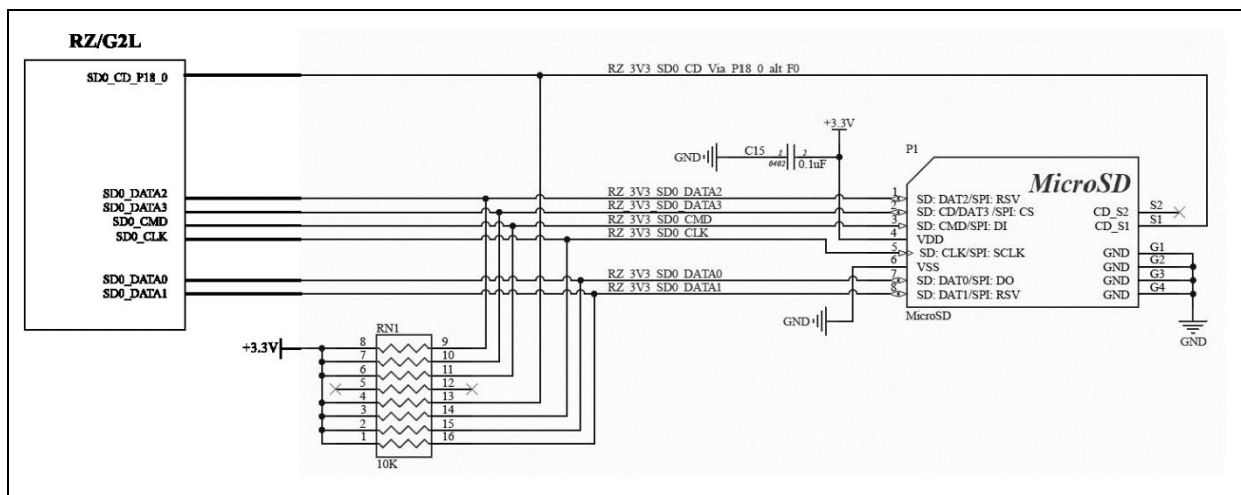 RZ/G2L
SD0_CD_P18_0
RZ_3V3_SD0_CD_Via_P18_0_alt_F0
+3.3V
C15
1
2
GND
0402
0.1uF
P1
MicroSD
SD0_DATA2
RZ_3V3_SD0_DATA2
1
SD: DAT2/SPI: RSV
CD_S2
S2
SD0_DATA3
RZ_3V3_SD0_DATA3
2
SD: CD/DAT3 /SPI: CS
CD_S1
S1
SD0_CMD
RZ_3V3_SD0_CMD
3
SD: CMD/SPI: DI
4
VDD
SD0_CLK
RZ_3V3_SD0_CLK
5
SD: CLK/SPI: SCLK
GND
G1
6
VSS
GND
G2
SD0_DATA0
RZ_3V3_SD0_DATA0
7
SD: DAT0/SPI: DO
GND
G3
SD0_DATA1
RZ_3V3_SD0_DATA1
8
SD: DAT1/SPI: RSV
GND
G4
MicroSD
GND
GND
RN1
+3.3V
8
9
7
10
6
11
5
12
4
13
3
14
2
15
1
16
10K